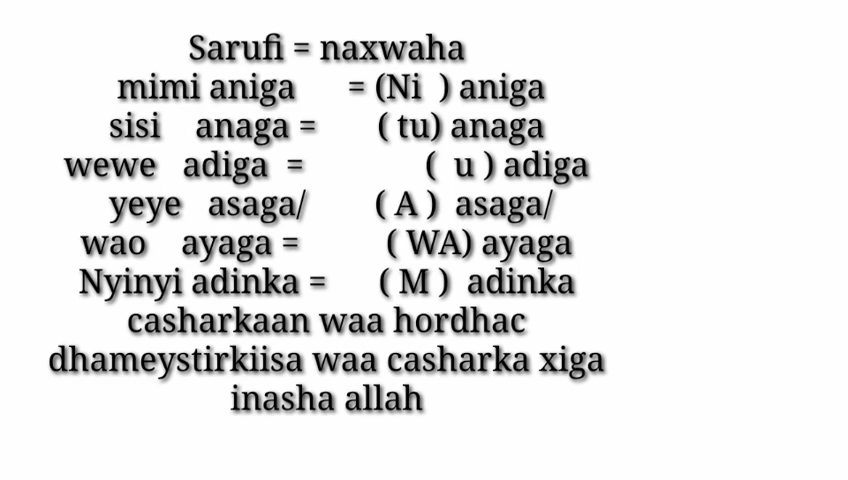 Sarufi = naxwaha
mimi aniga = (Ni ) aniga
sisi anaga = ( tu) anaga
wewe adiga = ( u ) adiga
yeye asaga/ ( A ) asaga/
wao ayaga = ( WA) ayaga
Nyinyi adinka = ( M ) adinka
casharkaan waa hordhac
dhameystirkiisa waa casharka xiga
inasha allah